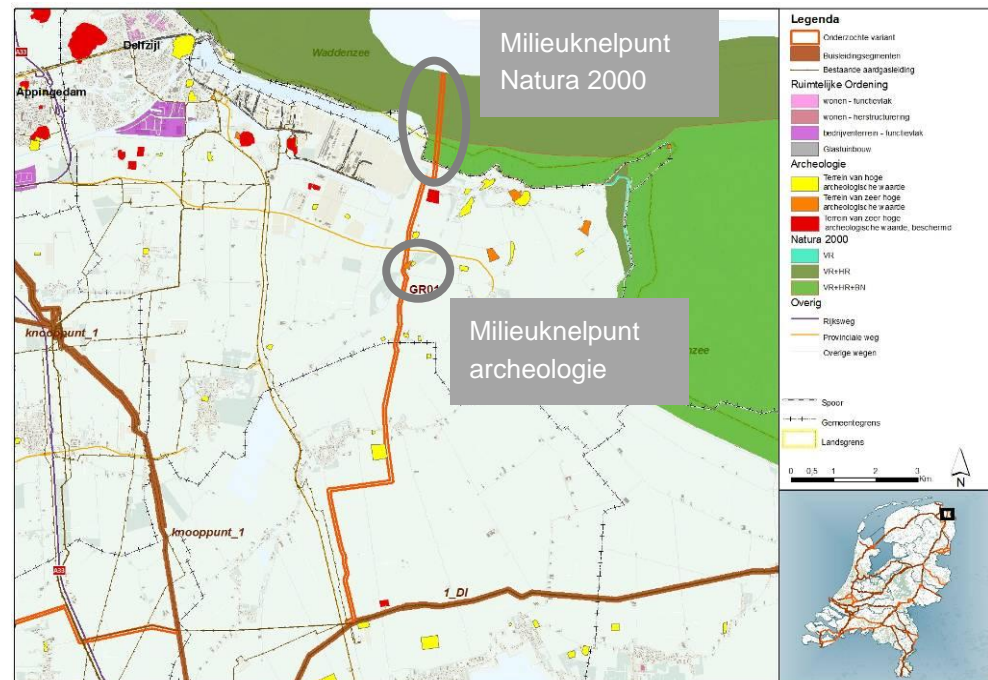 A33
Delfzijl
Appingedam
Waddenzee
Milieuknelpunt
Natura 2000
GR01
Milieuknelpunt
archeologie
nzee
knooppunt_1
knooppunt_1
A33
1_DI
Legenda
Onderzochte variant
Buisleidingsegmenten
Bestaande aardgasleiding
Ruimtelijke Ordening
wonen - functievlak
wonen - herstructurering
bedrijventerrein - functievlak
Glastuinbouw
Archeologie
Terrein van hoge
archeologische waarde
Terrein van zeer hoge
archeologische waarde
Terrein van zeer hoge
archeologische waarde, beschermd
Natura 2000
VR
VR+HR
VR+HR+BN
Overig
Rijksweg
Provinciale weg
Overige wegen
Spoor
Gemeentegrens
Landsgrens
0 0,5 1 2 3
Km
N